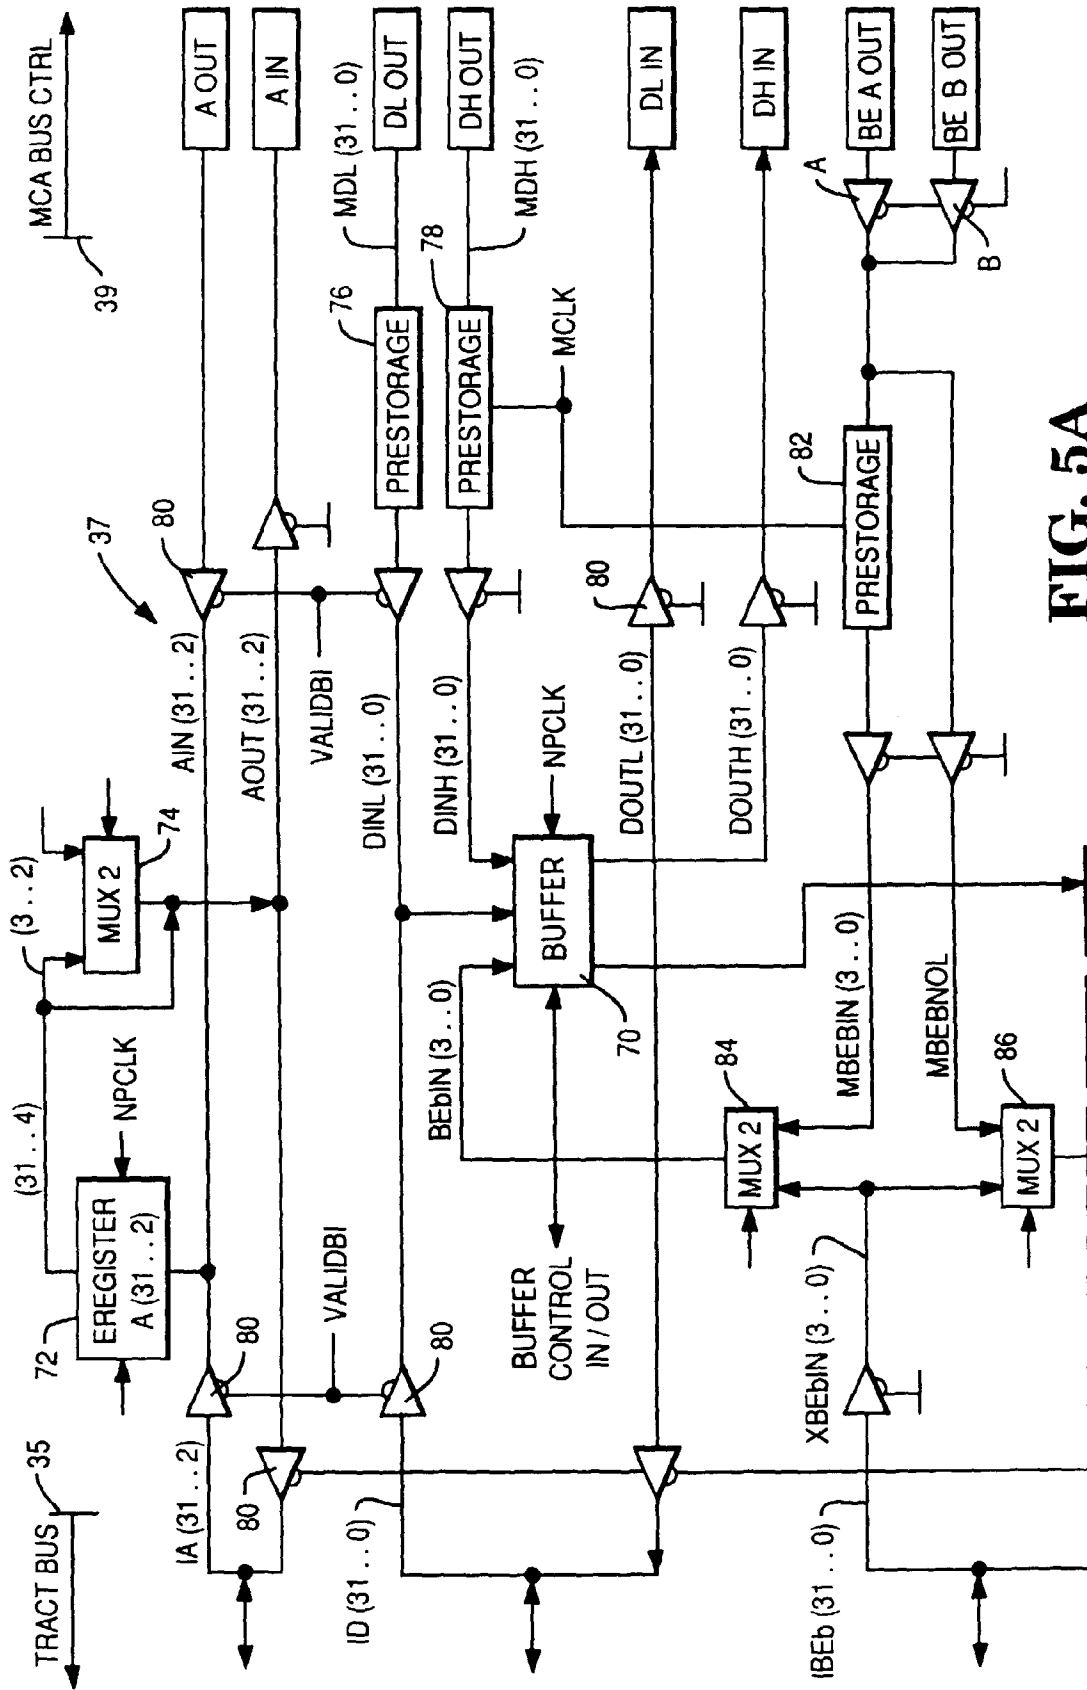 TRACT BUS
35
MCA BUS CTRL
39
37
72
EREGISTER
A (31 . . 2)
NPCLK
(31 . . 4)
(3 . . 2)
MUX 2
74
IA (31 . . 2)
80
80
AIN (31 . . 2)
80
A OUT
AOUT (31 . . 2)
A IN
VALIDBI
VALIDBI
ID (31 . . 0)
80
DINL (31 . . 0)
PRESTORAGE
76
MDL (31 . . 0)
DL OUT
DINH (31 . . 0)
PRESTORAGE
78
MDH (31 . . 0)
DH OUT
BUFFER
CONTROL
IN / OUT
BEbIN (3 . . 0)
BUFFER
70
NPCLK
MCLK
DOUTL (31 . . 0)
80
DL IN
DOUTH (31 . . 0)
DH IN
84
MUX 2
IBEb (31 . . 0)
XBEbIN (3 . . 0)
MBEBIN (3 . . 0)
PRESTORAGE
82
A
BE A OUT
MBEBNOL
B
BE B OUT
MUX 2
86
FIG. 5A